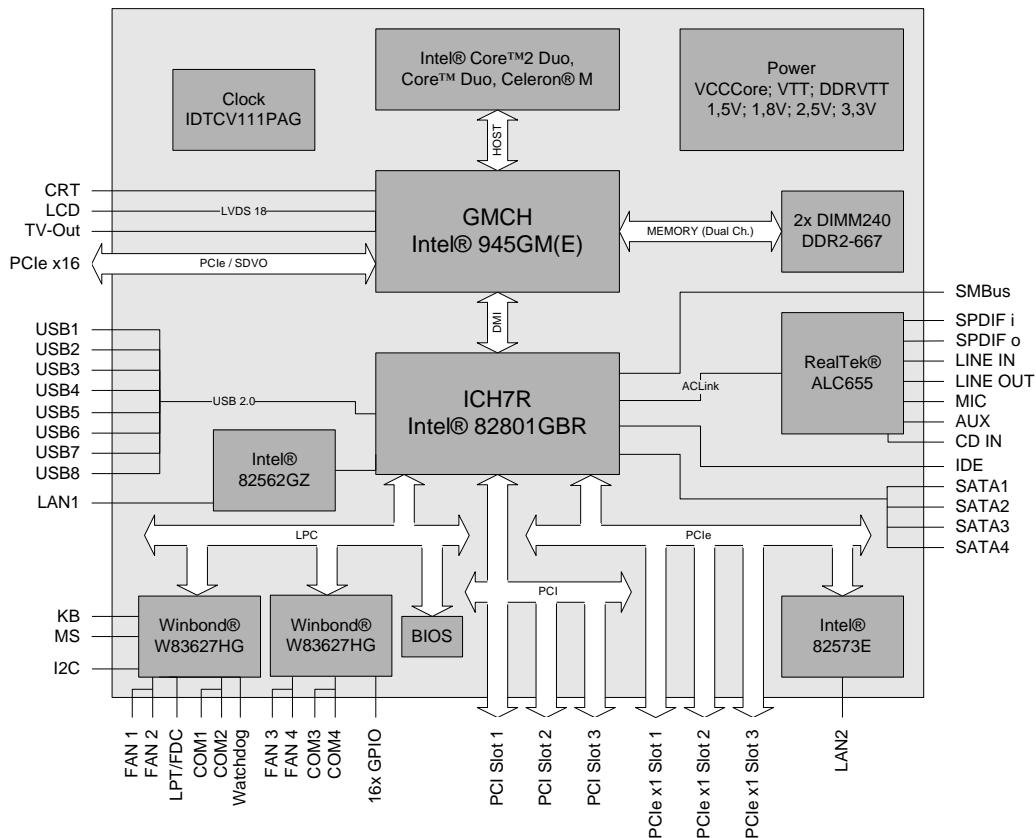 Intel® Core™2 Duo,
Core™ Duo, Celeron® M
Power
VCCCore; VTT; DDRVTT
1,5V; 1,8V; 2,5V; 3,3V
Clock
IDTCV111PAG
HOST
CRT
LCD
LVDS 18
TV-Out
PCIe x16
PCIe / SDVO
GMCH
Intel® 945GM(E)
MEMORY (Dual Ch.)
2x DIMM240
DDR2-667
DMI
SMBus
USB1
USB2
USB3
USB4
USB5
USB6
USB7
USB8
USB 2.0
ICH7R
Intel® 82801GBR
ACLink
RealTek®
ALC655
SPDIF i
SPDIF o
LINE IN
LINE OUT
MIC
AUX
CD IN
IDE
SATA1
SATA2
SATA3
SATA4
Intel®
82562GZ
LAN1
LPC
PCIe
PCI
KB
MS
I2C
Winbond®
W83627HG
Winbond®
W83627HG
BIOS
Intel®
82573E
FAN 1
FAN 2
LPT/FDC
COM1
COM2
Watchdog
FAN 3
FAN 4
COM3
COM4
16x GPIO
PCI Slot 1
PCI Slot 2
PCI Slot 3
PCIe x1 Slot 1
PCIe x1 Slot 2
PCIe x1 Slot 3
LAN2